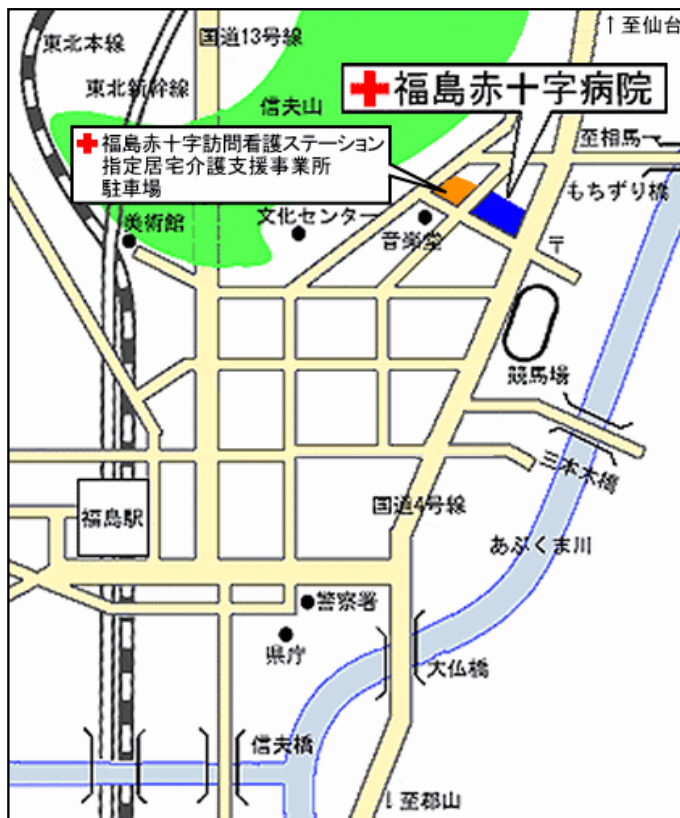 東北本線
国道13号線
↑至仙台
東北新幹線
信夫山
福島赤十字病院
福島赤十字訪問看護ステーション
指定居宅介護支援事業所
駐車場
至相馬→
もちずり橋
美術館
文化センター
音楽堂
〒
競馬場
三本木橋
国道4号線
福島駅
あぶくま川
警察署
県庁
大仏橋
信夫橋
↓至郡山